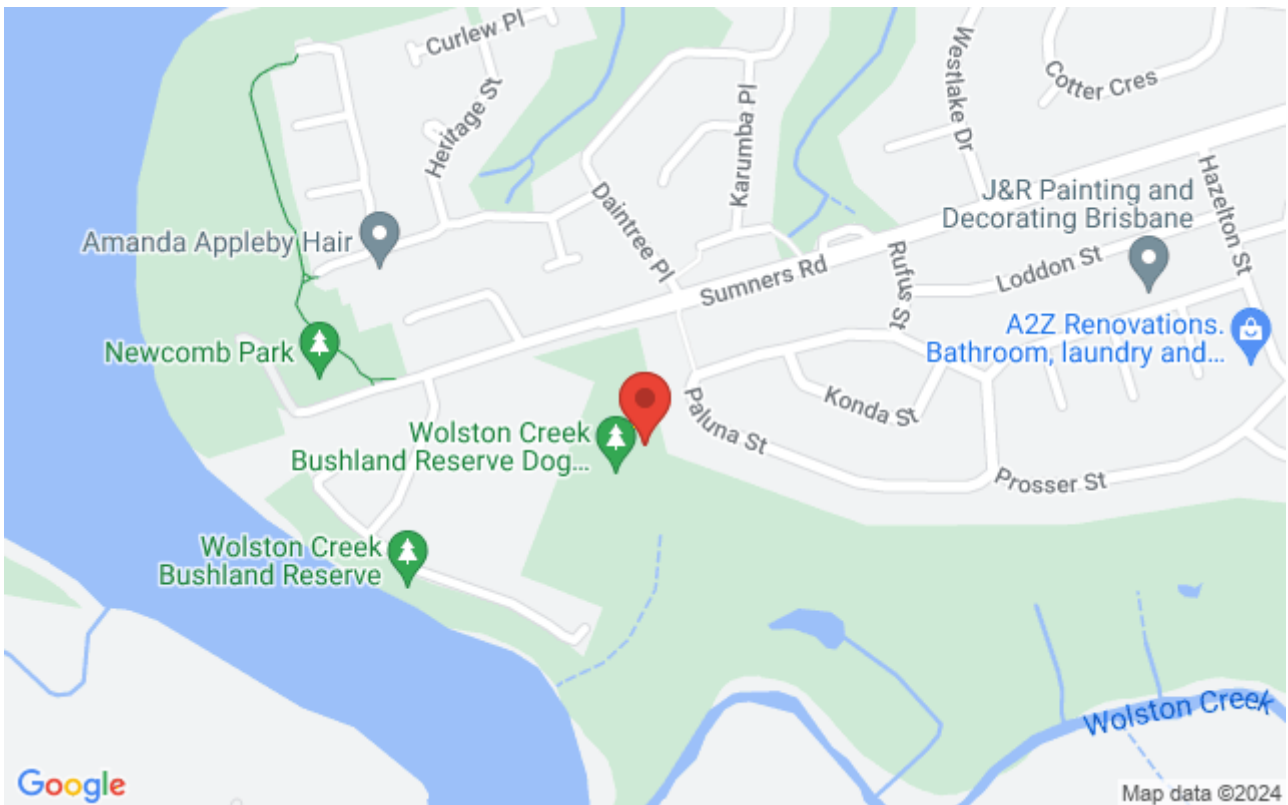 Curlew Pl
Heritage St
Westlake Dr
Cotter Cres
Karumba Pl
Daintree Pl
Hazelton St
J&R Painting and
Decorating Brisbane
Amanda Appleby Hair
Sumners Rd
Rufus St
Loddon St
A2Z Renovations.
Bathroom, laundry and...
Newcomb Park
Konda St
Paluna St
Wolston Creek
Bushland Reserve Dog...
Prosser St
Wolston Creek
Bushland Reserve
Wolston Creek
Google
Map data ©2024